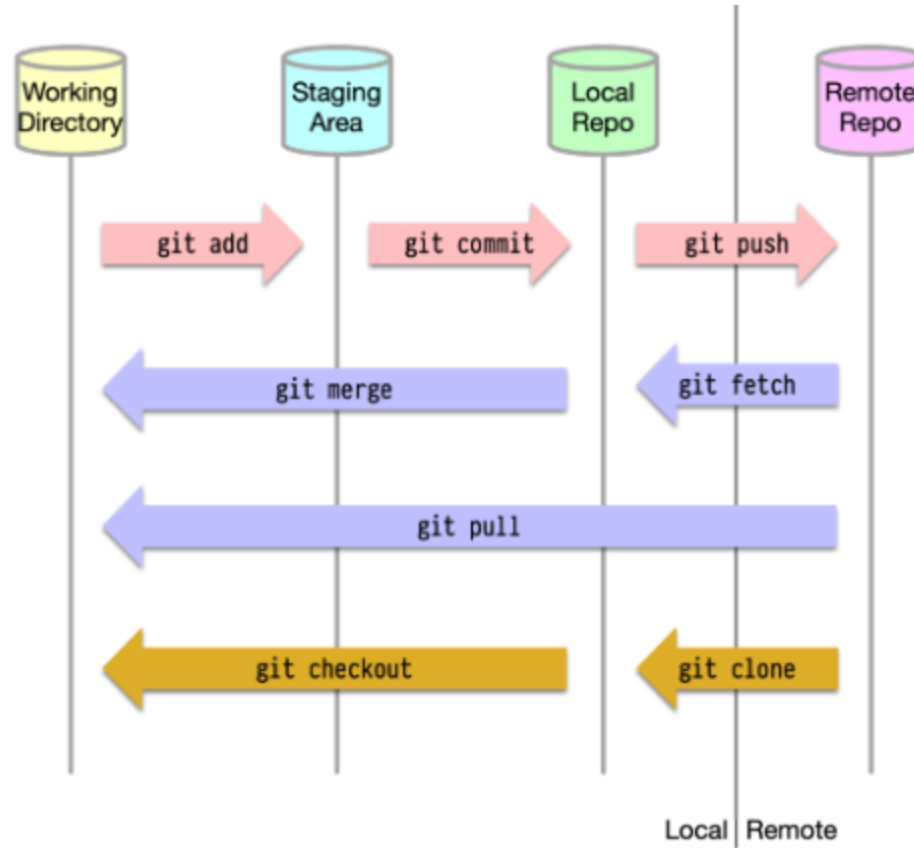 Working
Directory
Staging
Area
Local
Repo
Remote
Repo
git add
git commit
git push
git merge
git fetch
git pull
git checkout
git clone
Local
Remote